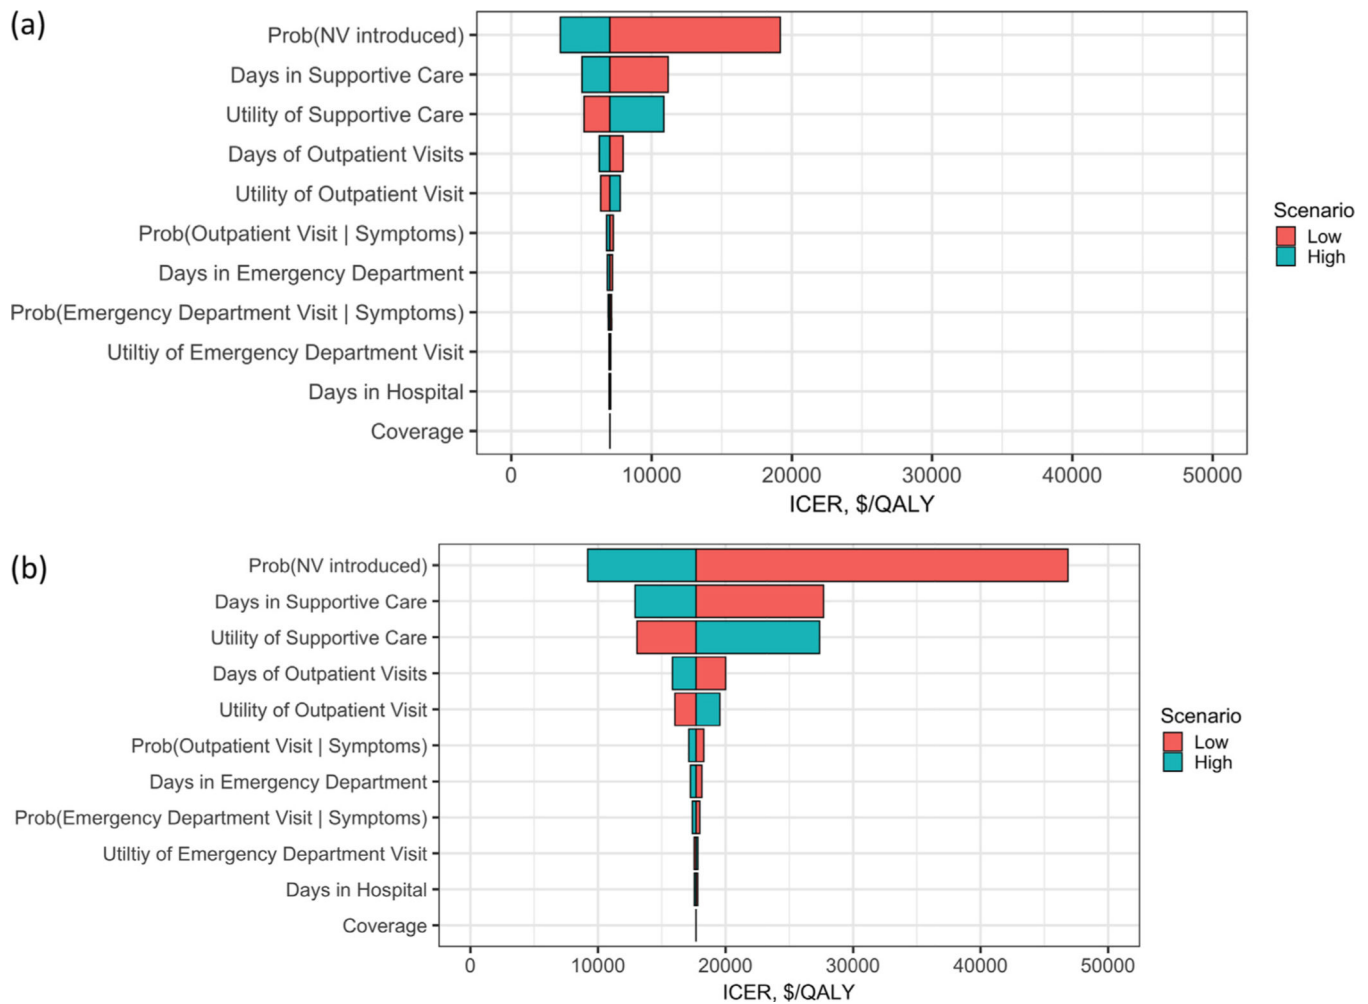 (a)
Prob(NV introduced)
Days in Supportive Care
Utility of Supportive Care
Days of Outpatient Visits
Utility of Outpatient Visit
Prob(Outpatient Visit | Symptoms)
Days in Emergency Department
Prob(Emergency Department Visit | Symptoms)
Utiltiy of Emergency Department Visit
Days in Hospital
Coverage
0 10000 20000 30000 40000 50000
ICER, $/QALY
Scenario
Low
High
(b)
Prob(NV introduced)
Days in Supportive Care
Utility of Supportive Care
Days of Outpatient Visits
Utility of Outpatient Visit
Prob(Outpatient Visit | Symptoms)
Days in Emergency Department
Prob(Emergency Department Visit | Symptoms)
Utiltiy of Emergency Department Visit
Days in Hospital
Coverage
0 10000 20000 30000 40000 50000
ICER, $/QALY
Scenario
Low
High